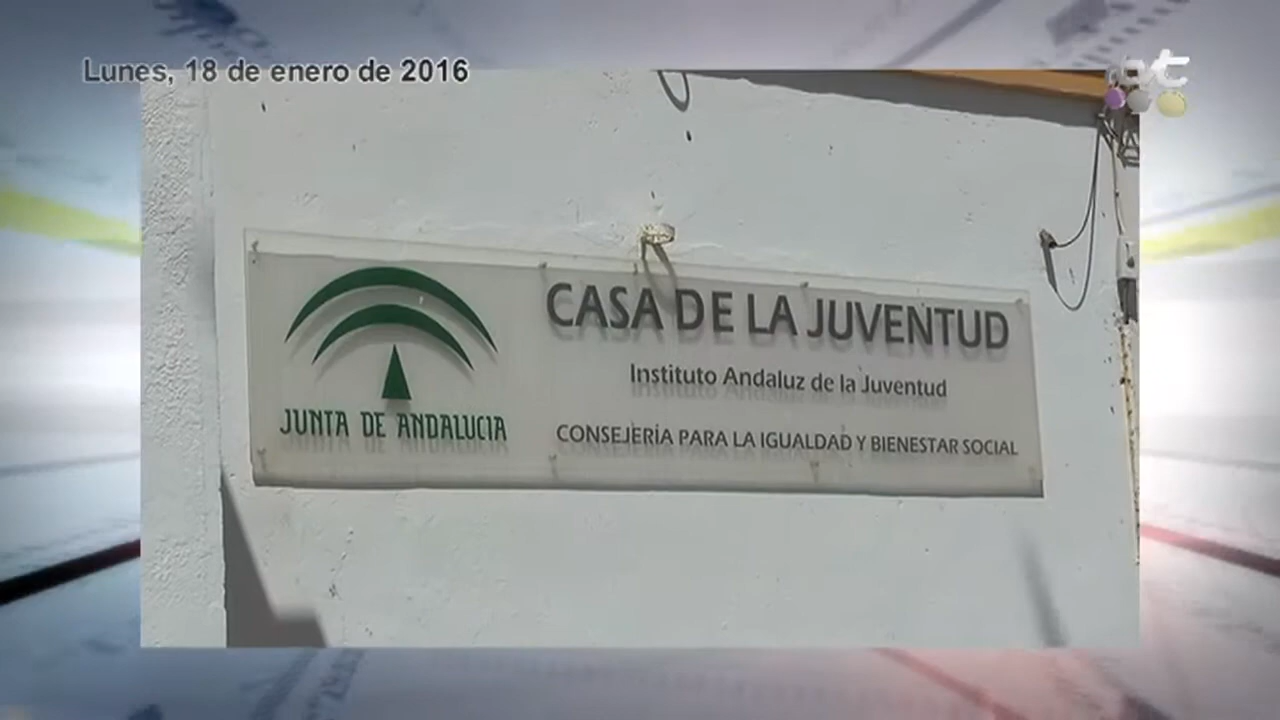 Lunes, 18 de enero de 2016
CASA DE LA JUVENTUD
Instituto Andaluz de la Juventud
JUNTA DE ANDALUCIA
CONSEJERÍA PARA LA IGUALDAD Y BIENESTAR SOCIAL